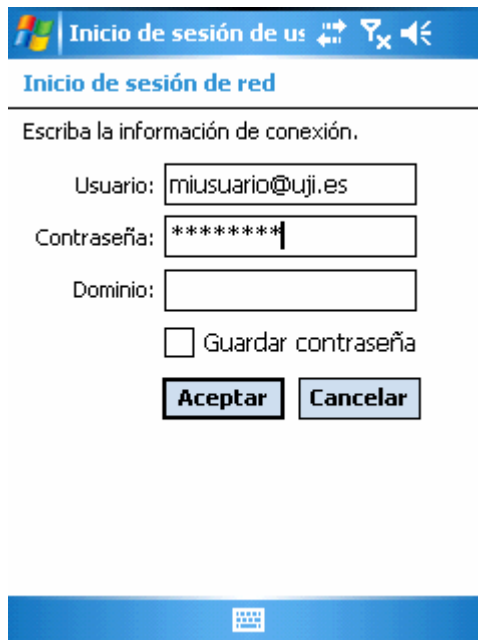 Inicio de sesión de us
Inicio de sesión de red
Escriba la información de conexión.
Usuario: miusuario@uji.es
Contraseña: ********
Dominio:
Guardar contraseña
Aceptar Cancelar